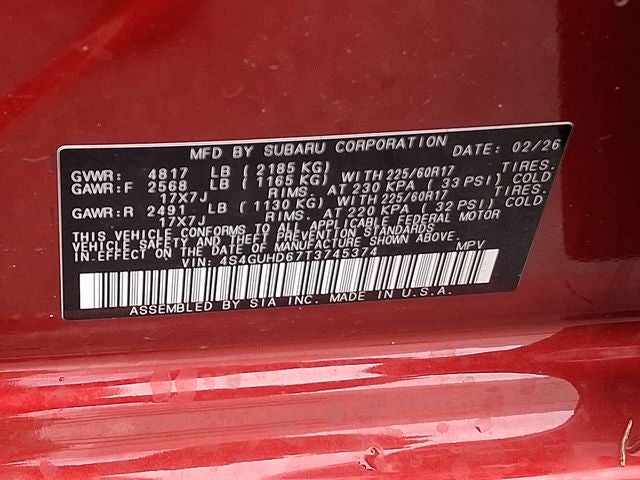 MFD BY SUBARU CORPORATION DATE: 02/26
GVWR: 4817 LB (2185 KG)
GAWR:F 2568 LB (1165 KG) WITH 225/60R17 TIRES.
17X7J RIMS. AT 230 KPA (33 PSI) COLD
GAWR:R 2491 LB (1130 KG) WITH 225/60R17 TIRES.
17X7J RIMS. AT 220 KPA (32 PSI) COLD
THIS VEHICLE CONFORMS TO ALL APPLICABLE FEDERAL MOTOR
VEHICLE SAFETY AND THEFT PREVENTION STANDARDS
IN EFFECT ON THE DATE OF MANUFACTURE SHOWN ABOVE.
VIN: 4S4GUHD67T3745374 MPV
ASSEMBLED BY SIA INC. MADE IN U.S.A.